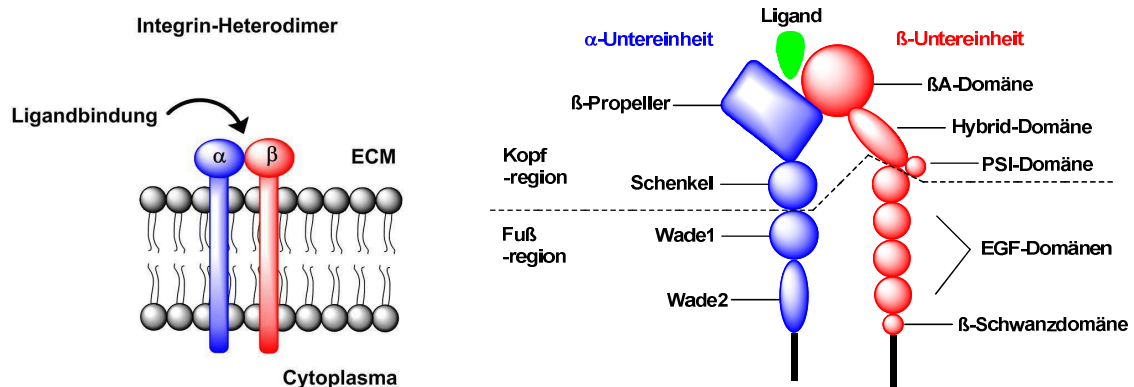 Integrin-Heterodimer
Ligandbindung
α
β
ECM
Cytoplasma
Ligand
α-Untereinheit
ß-Untereinheit
ßA-Domäne
ß-Propeller
Hybrid-Domäne
Kopf
-region
PSI-Domäne
Schenkel
Fuß
-region
Wade1
EGF-Domänen
Wade2
ß-Schwanzdomäne